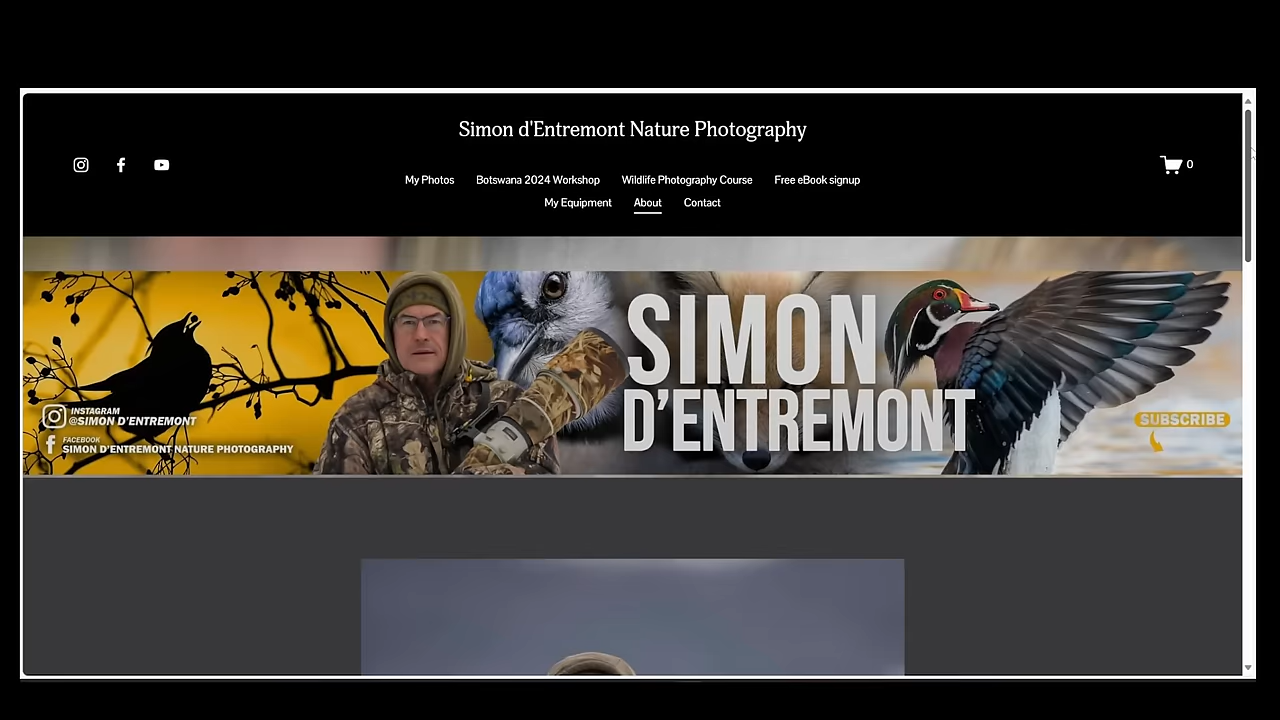 Simon d'Entremont Nature Photography
0
My Photos Botswana 2024 Workshop Wildlife Photography Course Free eBook signup
My Equipment About Contact
SIMON
D'ENTREMONT
INSTAGRAM
@SIMON D'ENTREMONT
FACEBOOK
SIMON D'ENTREMONT NATURE PHOTOGRAPHY
SUBSCRIBE